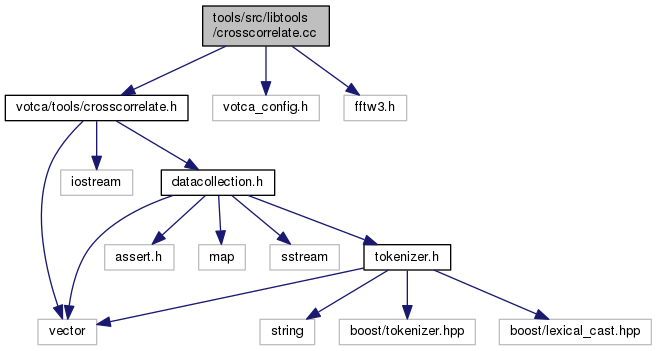 tools/src/libtools
/crosscorrelate.cc
votca/tools/crosscorrelate.h
votca_config.h
fftw3.h
iostream
datacollection.h
assert.h
map
sstream
tokenizer.h
vector
string
boost/tokenizer.hpp
boost/lexical_cast.hpp